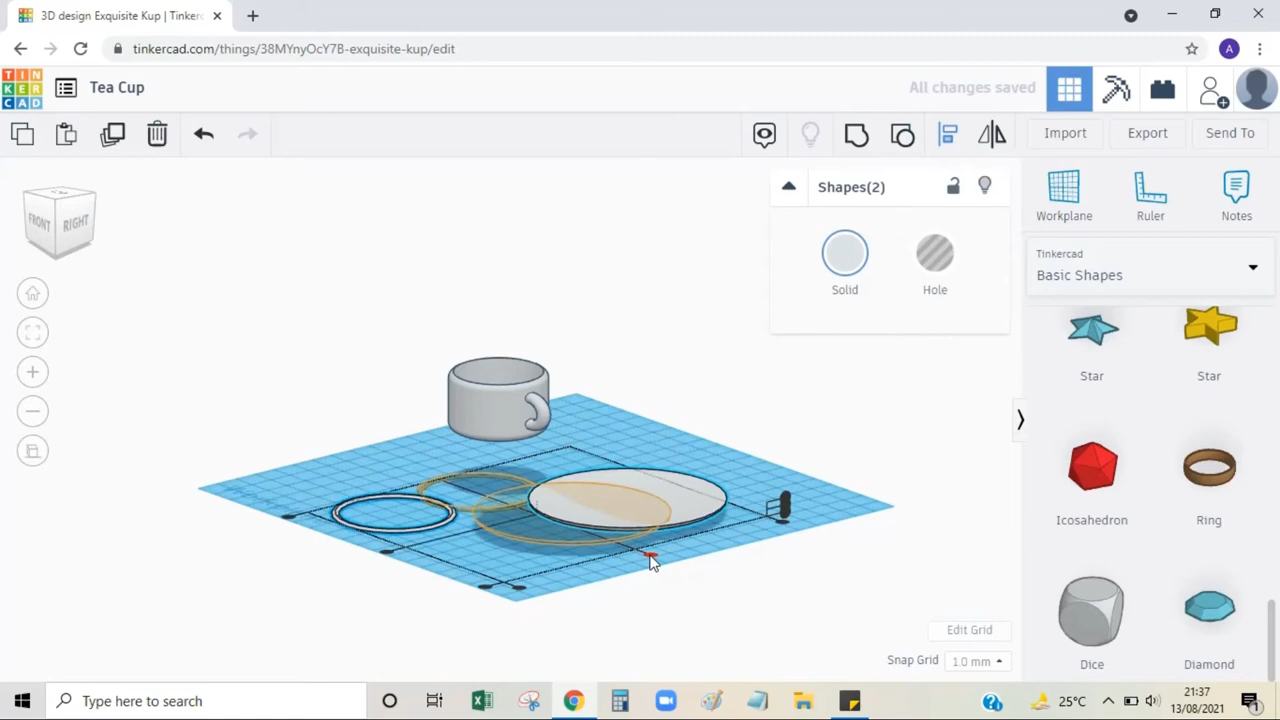 3D design Exquisite Kup | Tinkerc
tinkercad.com/things/38MYnyOcY7B-exquisite-kup/edit
A
TIN
KER
CAD
Tea Cup
All changes saved
Import
Export
Send To
Shapes(2)
Solid
Hole
FRONT
RIGHT
Workplane
Ruler
Notes
Tinkercad
Basic Shapes
Star
Star
Icosahedron
Ring
Dice
Diamond
Edit Grid
Snap Grid
1.0 mm
Type here to search
25°C
21:37
13/08/2021